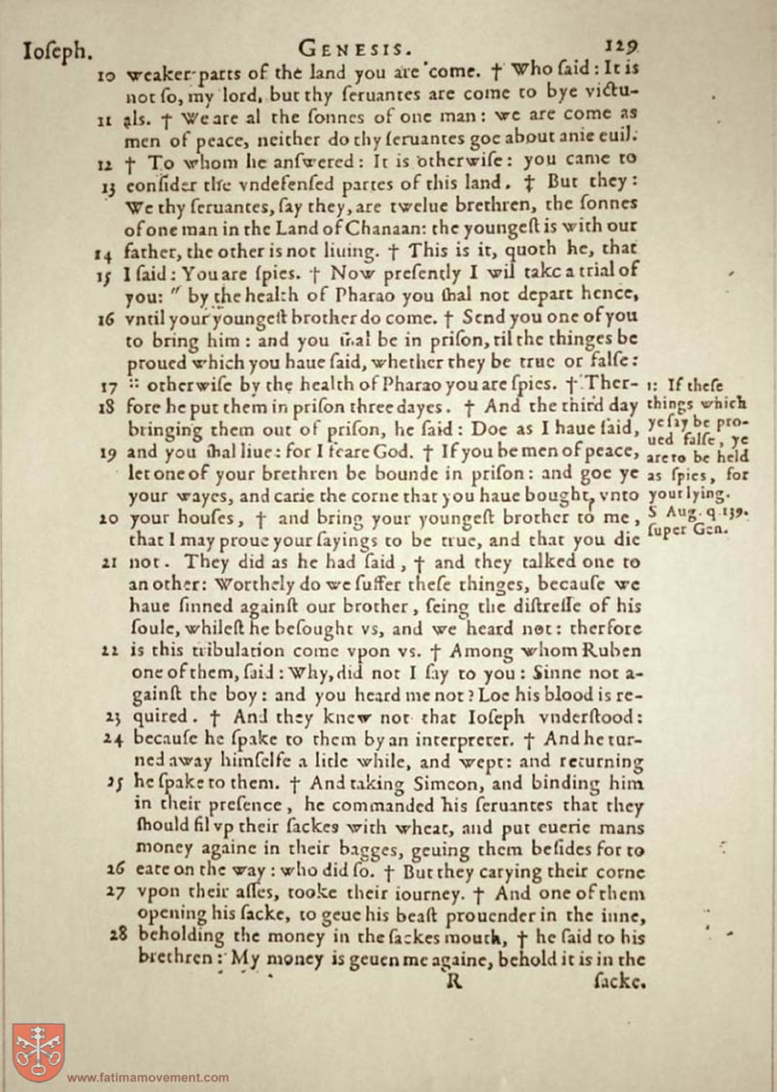 Ioſeph. GENESIS. 129
10 weaker parts of the land you are come. † Who ſaid: It is
not ſo, my lord, but thy ſeruantes are come to bye victu-
11 als. † We are al the ſonnes of one man: we are come as
men of peace, neither do thy ſeruantes goe about anie euil.
12 † To whom he anſwered: It is otherwiſe: you came to
13 conſider the vndefenſed partes of this land. ‡ But they:
We thy ſeruantes, ſay they, are twelue brethren, the ſonnes
of one man in the Land of Chanaan: the youngeſt is with our
14 father, the other is not liuing. † This is it, quoth he, that
15 I ſaid: You are ſpies. † Now preſently I wil take a trial of
you: " by the health of Pharao you ſhal not depart hence,
16 vntil your youngeſt brother do come. † Send you one of you
to bring him: and you ſhal be in priſon, til the thinges be
proued which you haue ſaid, whether they be true or falſe:
17 :: otherwiſe by the health of Pharao you are ſpies. † Ther-
18 fore he put them in priſon three dayes. † And the third day
bringing them out of priſon, he ſaid: Doe as I haue ſaid,
19 and you ſhal liue: for I feare God. † If you be men of peace,
let one of your brethren be bounde in priſon: and goe ye
your wayes, and carie the corne that you haue bought, vnto
20 your houſes, † and bring your youngeſt brother to me,
that I may proue your ſayings to be true, and that you die
21 not. They did as he had ſaid, † and they talked one to
an other: Worthely do we ſuffer theſe thinges, becauſe we
haue ſinned againſt our brother, ſeing the diſtreſſe of his
ſoule, whileſt he beſought vs, and we heard not: therfore
22 is this tribulation come vpon vs. † Among whom Ruben
one of them, ſaid: Why, did not I ſay to you: Sinne not a-
gainſt the boy: and you heard me not? Loe his blood is re-
23 quired. † And they knew not that Ioſeph vnderſtood:
24 becauſe he ſpake to them by an interpreter. † And he tur-
ned away himſelfe a litle while, and wept: and returning
25 he ſpake to them. † And taking Simeon, and binding him
in their preſence, he commanded his ſeruantes that they
ſhould fil vp their ſackes with wheat, and put euerie mans
money againe in their bagges, geuing them beſides for to
26 eate on the way: who did ſo. † But they carying their corne
27 vpon their aſſes, tooke their iourney. † And one of them
opening his ſacke, to geue his beaſt prouender in the inne,
28 beholding the money in the ſackes mouth, † he ſaid to his
brethren: My money is geuen me againe, behold it is in the
R ſacke.
:: If theſe
things which
ye ſay be pro-
ued falſe, ye
are to be held
as ſpies, for
your lying.
S Aug. q. 139.
ſuper Gen.
www.fatimamovement.com